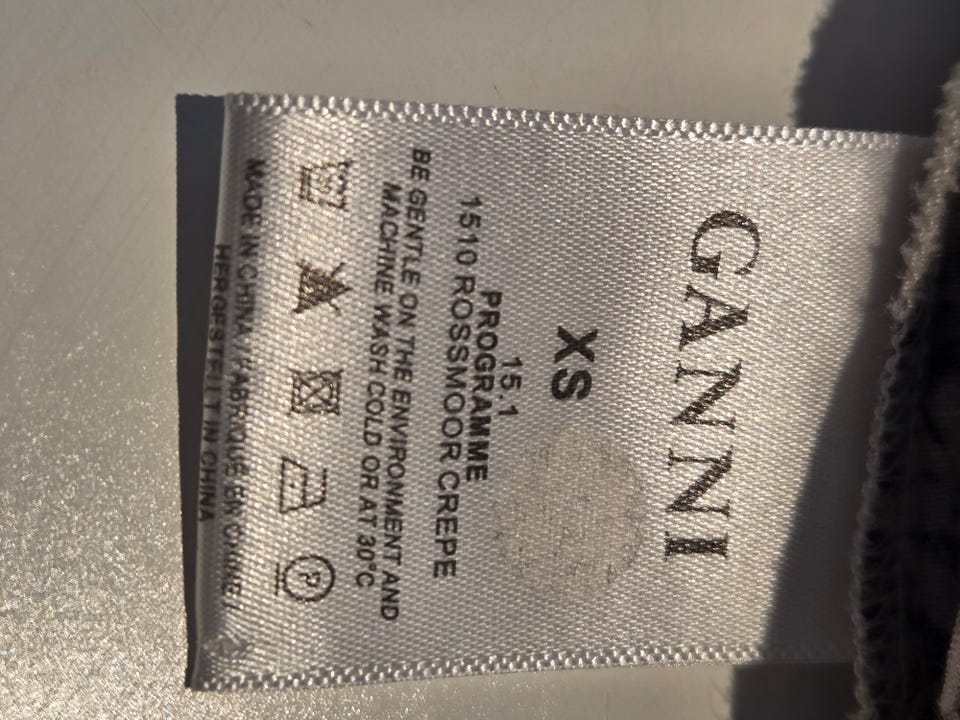 GANNI
XS
15.1
PROGRAMME
1510 ROSSMOOR CREPE
BE GENTLE ON THE ENVIRONMENT AND
MACHINE WASH COLD OR AT 30°C
P
MADE IN CHINA / FABRIQUE EN CHINE /
HERGESTELLT IN CHINA